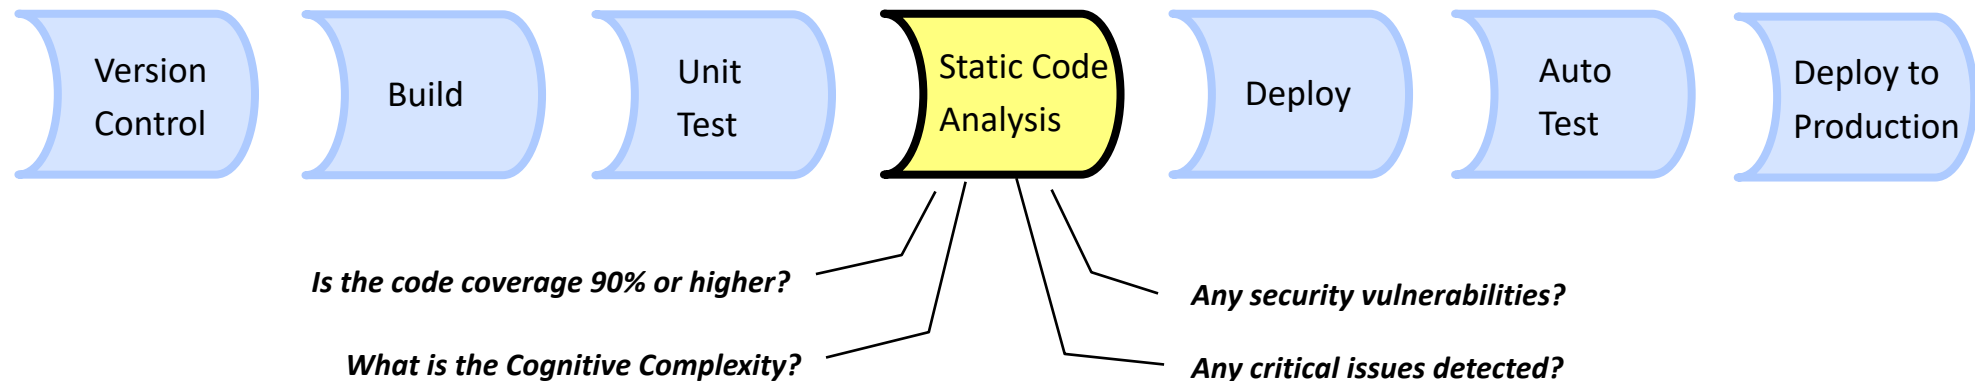 Version
Control
Build
Unit
Test
Static Code
Analysis
Deploy
Auto
Test
Deploy to
Production
Is the code coverage 90% or higher?
What is the Cognitive Complexity?
Any security vulnerabilities?
Any critical issues detected?